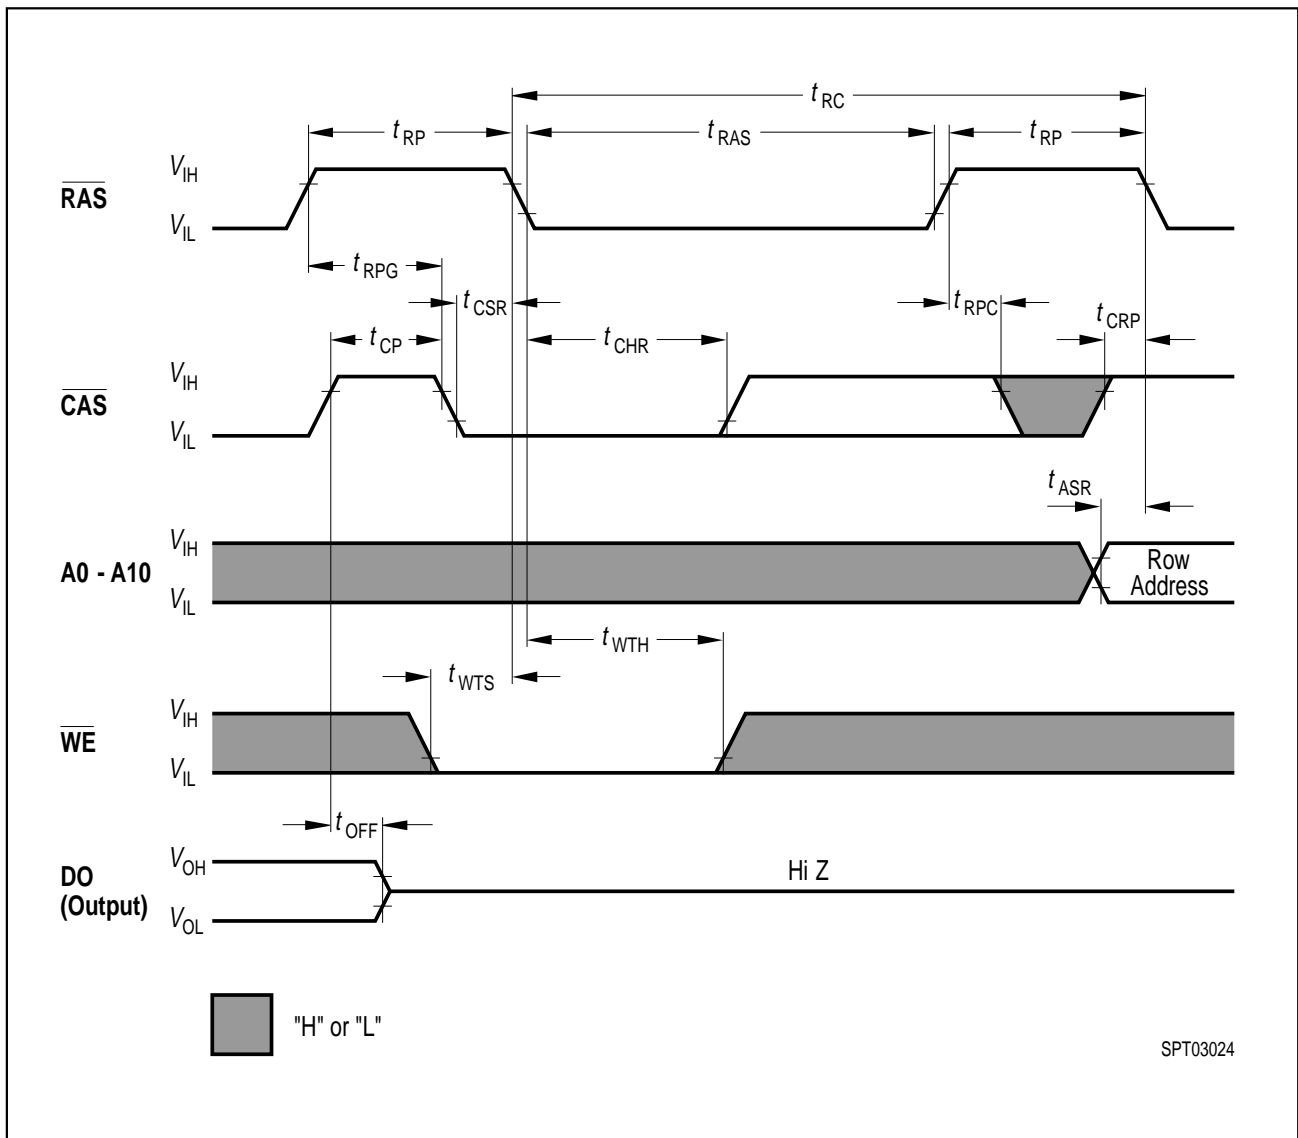 tRC
tRP
tRAS
tRP
RAS
VIH
VIL
tRPG
tCSR
tRPC
tCRP
tCP
tCHR
CAS
VIH
VIL
tASR
A0 - A10
VIH
VIL
Row
Address
tWTH
tWTS
WE
VIH
VIL
tOFF
DO
(Output)
VOH
VOL
Hi Z
"H" or "L"
SPT03024